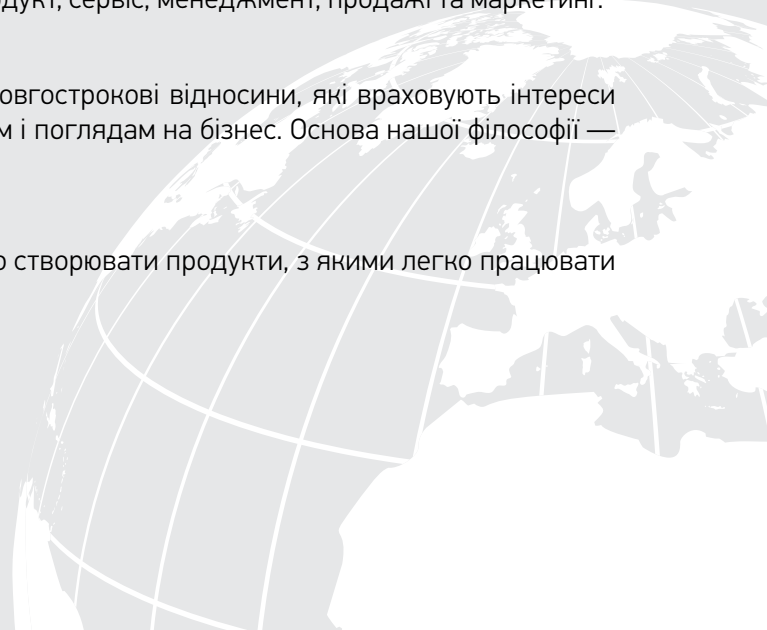 одукт, сервіс, менеджмент, продажі та маркетинг.
овгострокові відносини, які враховують інтереси
м і поглядам на бізнес. Основа нашої філософії —
о створювати продукти, з якими легко працювати